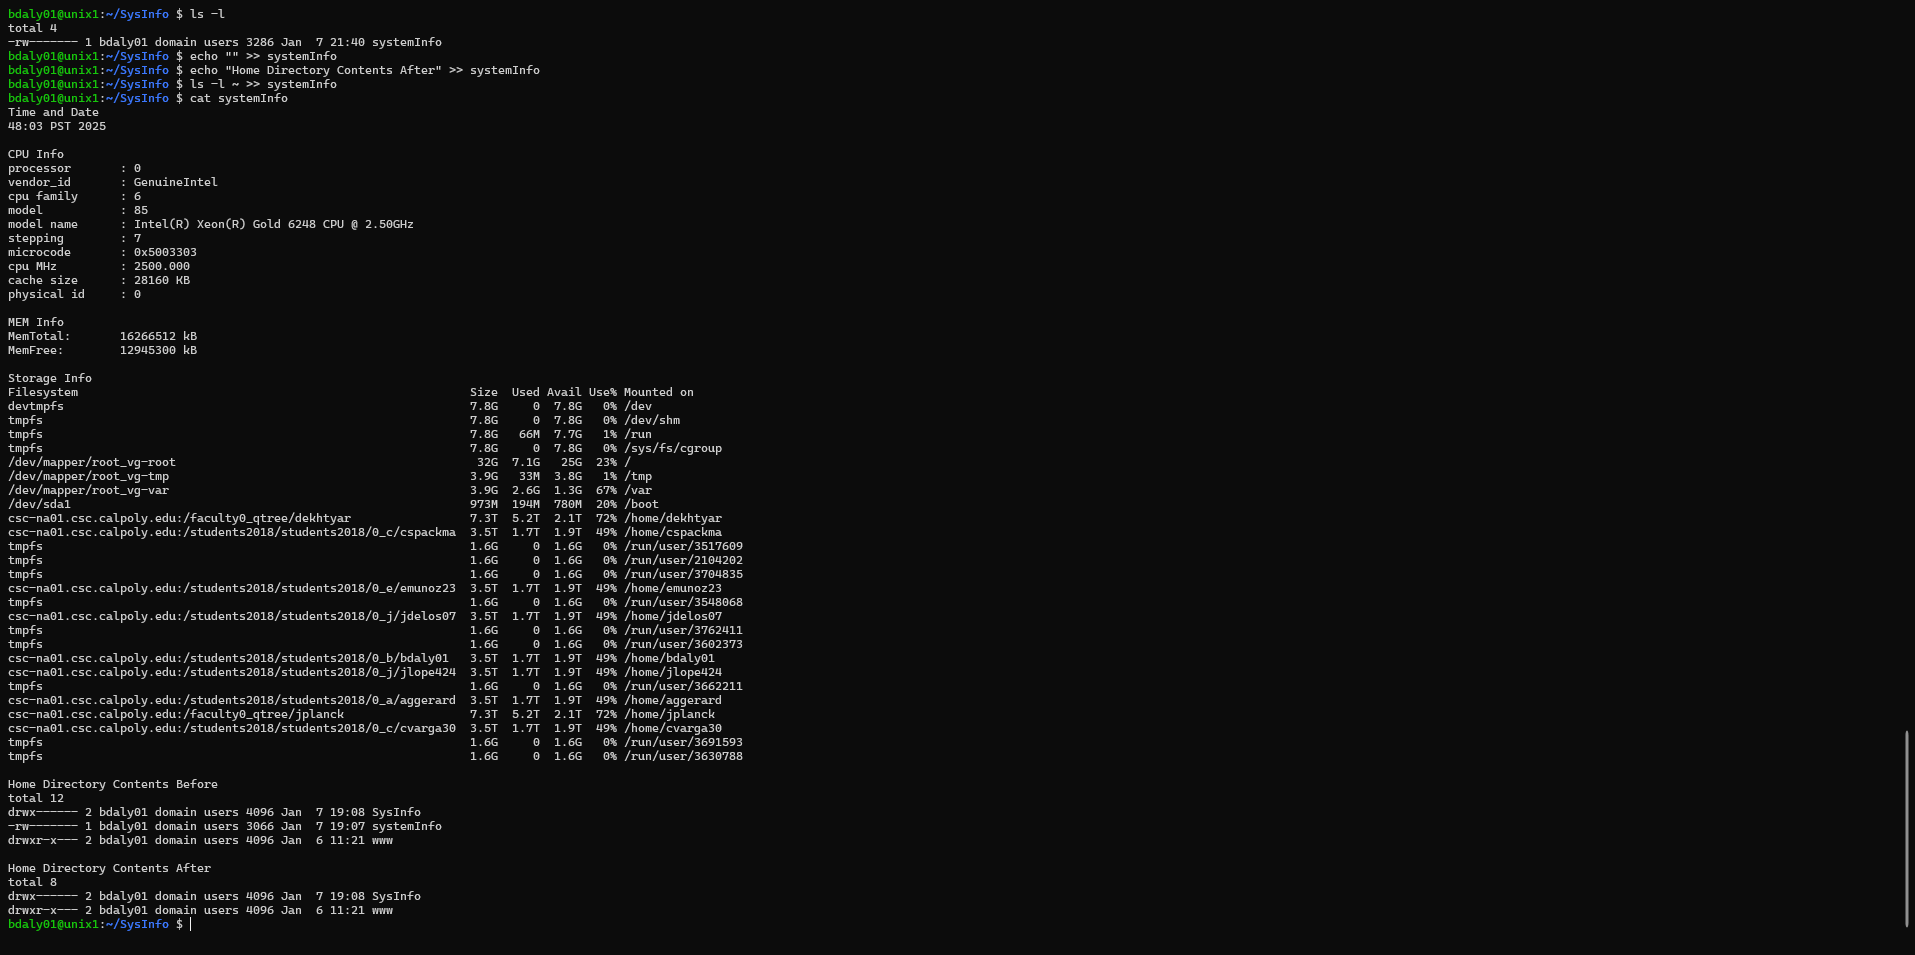 bdaly01@unix1:~/SysInfo $ ls -l
total 4
-rw------- 1 bdaly01 domain users 3286 Jan  7 21:40 systemInfo
bdaly01@unix1:~/SysInfo $ echo "" >> systemInfo
bdaly01@unix1:~/SysInfo $ echo "Home Directory Contents After" >> systemInfo
bdaly01@unix1:~/SysInfo $ ls -l ~ >> systemInfo
bdaly01@unix1:~/SysInfo $ cat systemInfo
Time and Date
48:03 PST 2025

CPU Info
processor       : 0
vendor_id       : GenuineIntel
cpu family      : 6
model           : 85
model name      : Intel(R) Xeon(R) Gold 6248 CPU @ 2.50GHz
stepping        : 7
microcode       : 0x5003303
cpu MHz         : 2500.000
cache size      : 28160 KB
physical id     : 0

MEM Info
MemTotal:       16266512 kB
MemFree:        12945300 kB

Storage Info
Filesystem                                                        Size  Used Avail Use% Mounted on
devtmpfs                                                          7.8G     0  7.8G   0% /dev
tmpfs                                                             7.8G     0  7.8G   0% /dev/shm
tmpfs                                                             7.8G   66M  7.7G   1% /run
tmpfs                                                             7.8G     0  7.8G   0% /sys/fs/cgroup
/dev/mapper/root_vg-root                                           32G  7.1G   25G  23% /
/dev/mapper/root_vg-tmp                                           3.9G   33M  3.8G   1% /tmp
/dev/mapper/root_vg-var                                           3.9G  2.6G  1.3G  67% /var
/dev/sda1                                                         973M  194M  780M  20% /boot
csc-na01.csc.calpoly.edu:/faculty0_qtree/dekhtyar                 7.3T  5.2T  2.1T  72% /home/dekhtyar
csc-na01.csc.calpoly.edu:/students2018/students2018/0_c/cspackma  3.5T  1.7T  1.9T  49% /home/cspackma
tmpfs                                                             1.6G     0  1.6G   0% /run/user/3517609
tmpfs                                                             1.6G     0  1.6G   0% /run/user/2104202
tmpfs                                                             1.6G     0  1.6G   0% /run/user/3704835
csc-na01.csc.calpoly.edu:/students2018/students2018/0_e/emunoz23  3.5T  1.7T  1.9T  49% /home/emunoz23
tmpfs                                                             1.6G     0  1.6G   0% /run/user/3548068
csc-na01.csc.calpoly.edu:/students2018/students2018/0_j/jdelos07  3.5T  1.7T  1.9T  49% /home/jdelos07
tmpfs                                                             1.6G     0  1.6G   0% /run/user/3762411
tmpfs                                                             1.6G     0  1.6G   0% /run/user/3602373
csc-na01.csc.calpoly.edu:/students2018/students2018/0_b/bdaly01   3.5T  1.7T  1.9T  49% /home/bdaly01
csc-na01.csc.calpoly.edu:/students2018/students2018/0_j/jlope424  3.5T  1.7T  1.9T  49% /home/jlope424
tmpfs                                                             1.6G     0  1.6G   0% /run/user/3662211
csc-na01.csc.calpoly.edu:/students2018/students2018/0_a/aggerard  3.5T  1.7T  1.9T  49% /home/aggerard
csc-na01.csc.calpoly.edu:/faculty0_qtree/jplanck                  7.3T  5.2T  2.1T  72% /home/jplanck
csc-na01.csc.calpoly.edu:/students2018/students2018/0_c/cvarga30  3.5T  1.7T  1.9T  49% /home/cvarga30
tmpfs                                                             1.6G     0  1.6G   0% /run/user/3691593
tmpfs                                                             1.6G     0  1.6G   0% /run/user/3630788

Home Directory Contents Before
total 12
drwx------ 2 bdaly01 domain users 4096 Jan  7 19:08 SysInfo
-rw------- 1 bdaly01 domain users 3066 Jan  7 19:07 systemInfo
drwxr-x--- 2 bdaly01 domain users 4096 Jan  6 11:21 www

Home Directory Contents After
total 8
drwx------ 2 bdaly01 domain users 4096 Jan  7 19:08 SysInfo
drwxr-x--- 2 bdaly01 domain users 4096 Jan  6 11:21 www
bdaly01@unix1:~/SysInfo $